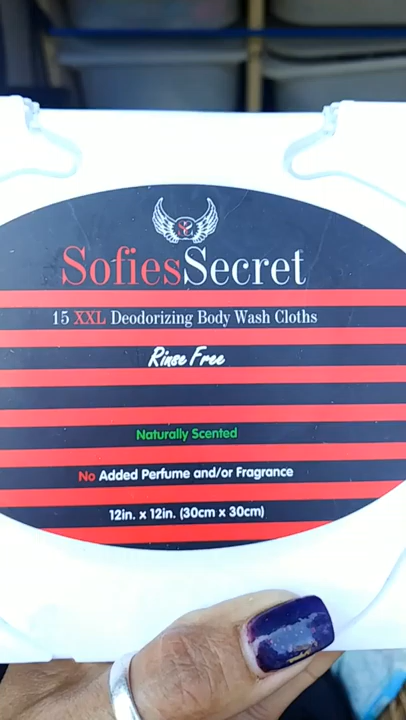 SS
SofiesSecret
15 XXL Deodorizing Body Wash Cloths
Rinse Free
Naturally Scented
No Added Perfume and/or Fragrance
12in. x 12in. (30cm x 30cm)